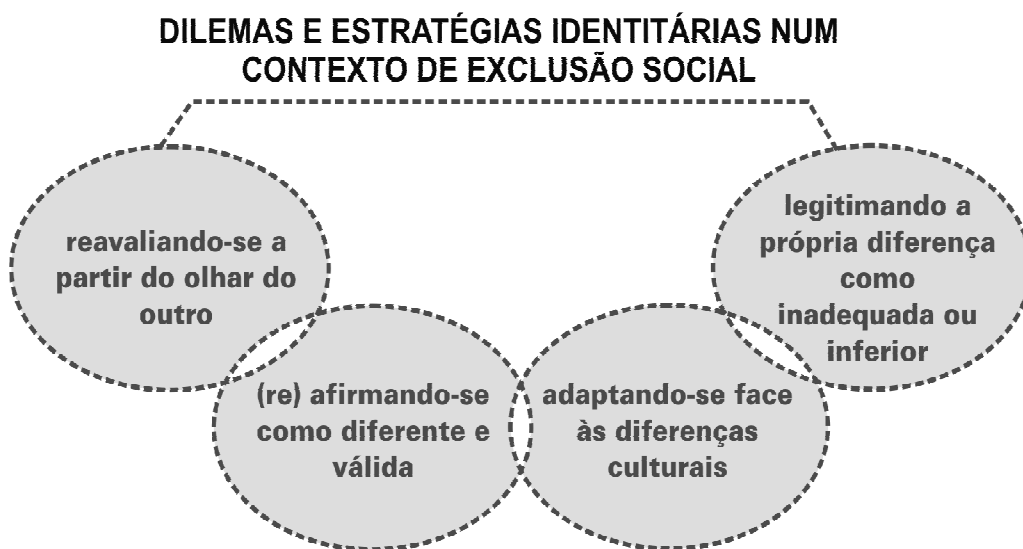 DILEMAS E ESTRATÉGIAS IDENTITÁRIAS NUM
CONTEXTO DE EXCLUSÃO SOCIAL
reavaliando-se a
partir do olhar do
outro
(re) afirmando-se
como diferente e
válida
adaptando-se face
às diferenças
culturais
legitimando a
própria diferença
como
inadequada ou
inferior